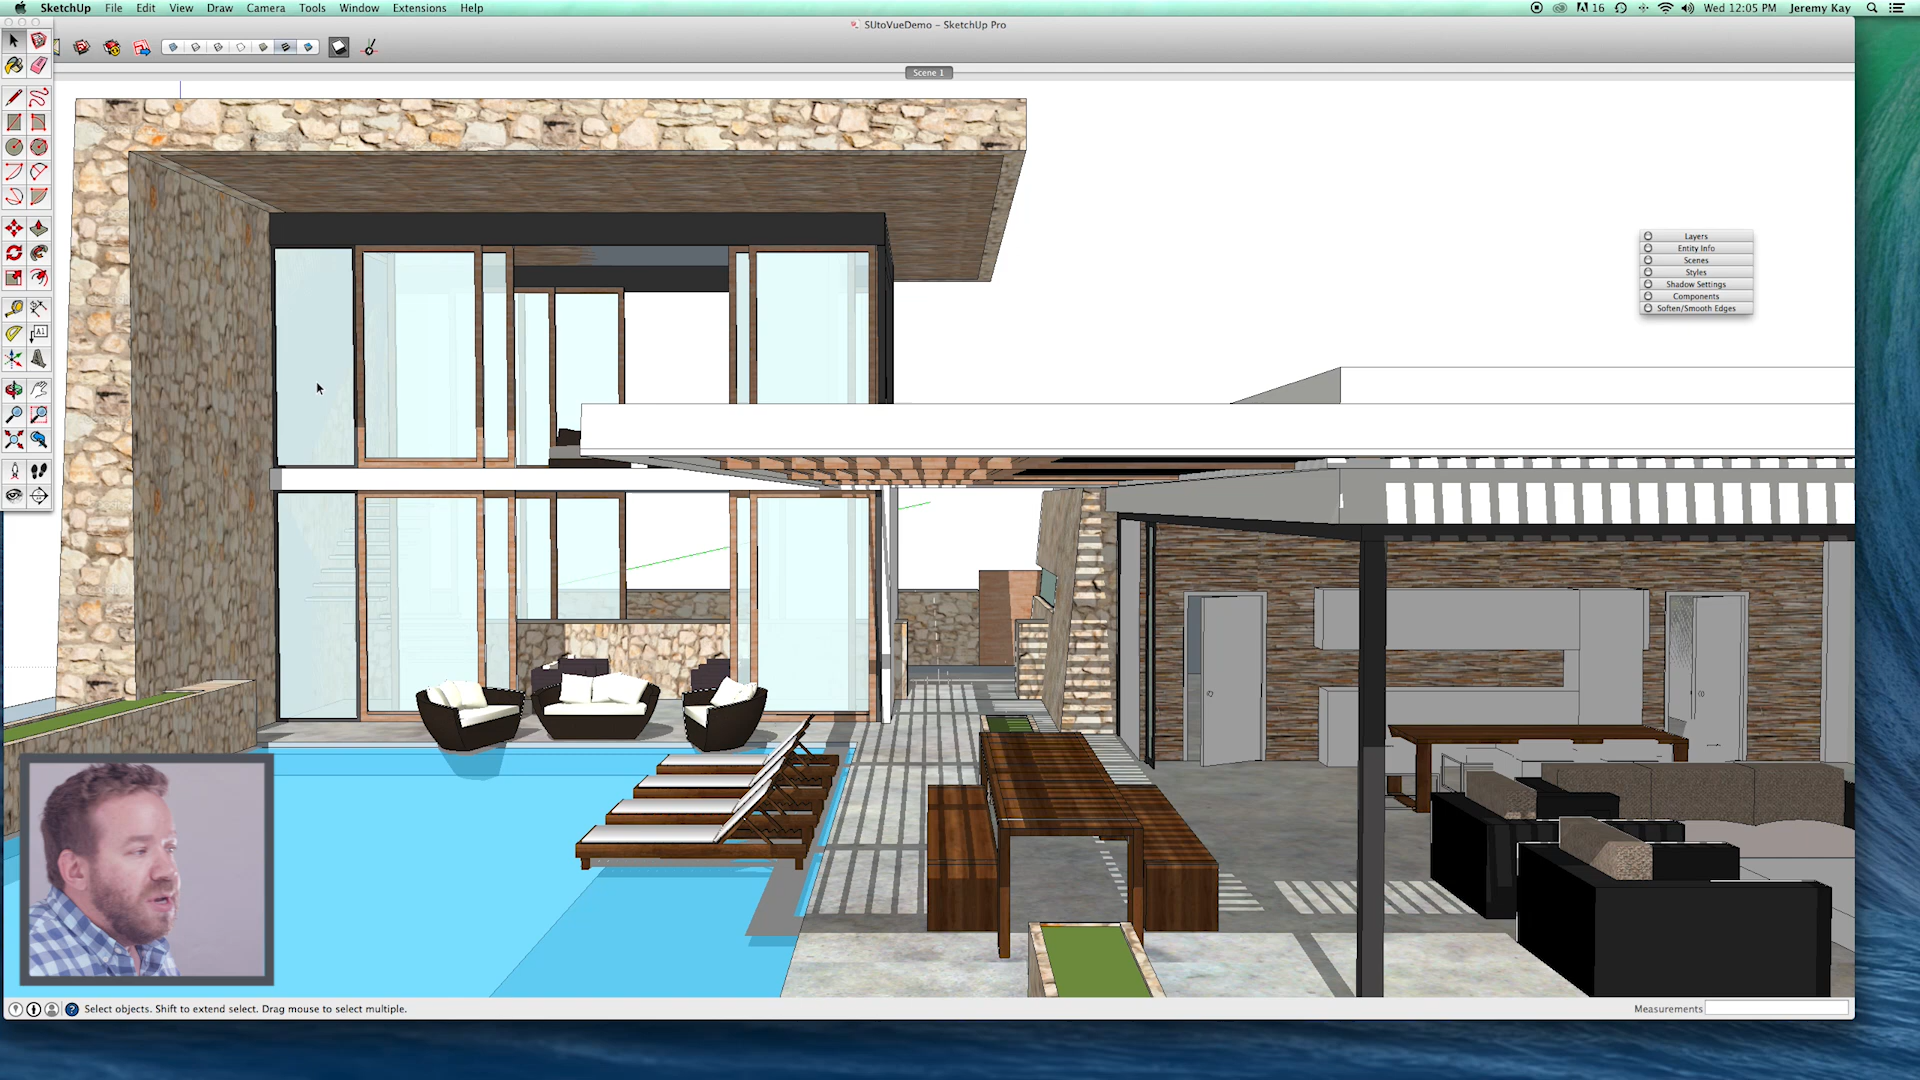 SketchUp File Edit View Draw Camera Tools Window Extensions Help
16 Wed 12:05 PM Jeremy Kay
SUtoVueDemo - SketchUp Pro
Scene 1
Layers
Entity Info
Scenes
Styles
Shadow Settings
Components
Soften/Smooth Edges
A1
Select objects. Shift to extend select. Drag mouse to select multiple.
Measurements